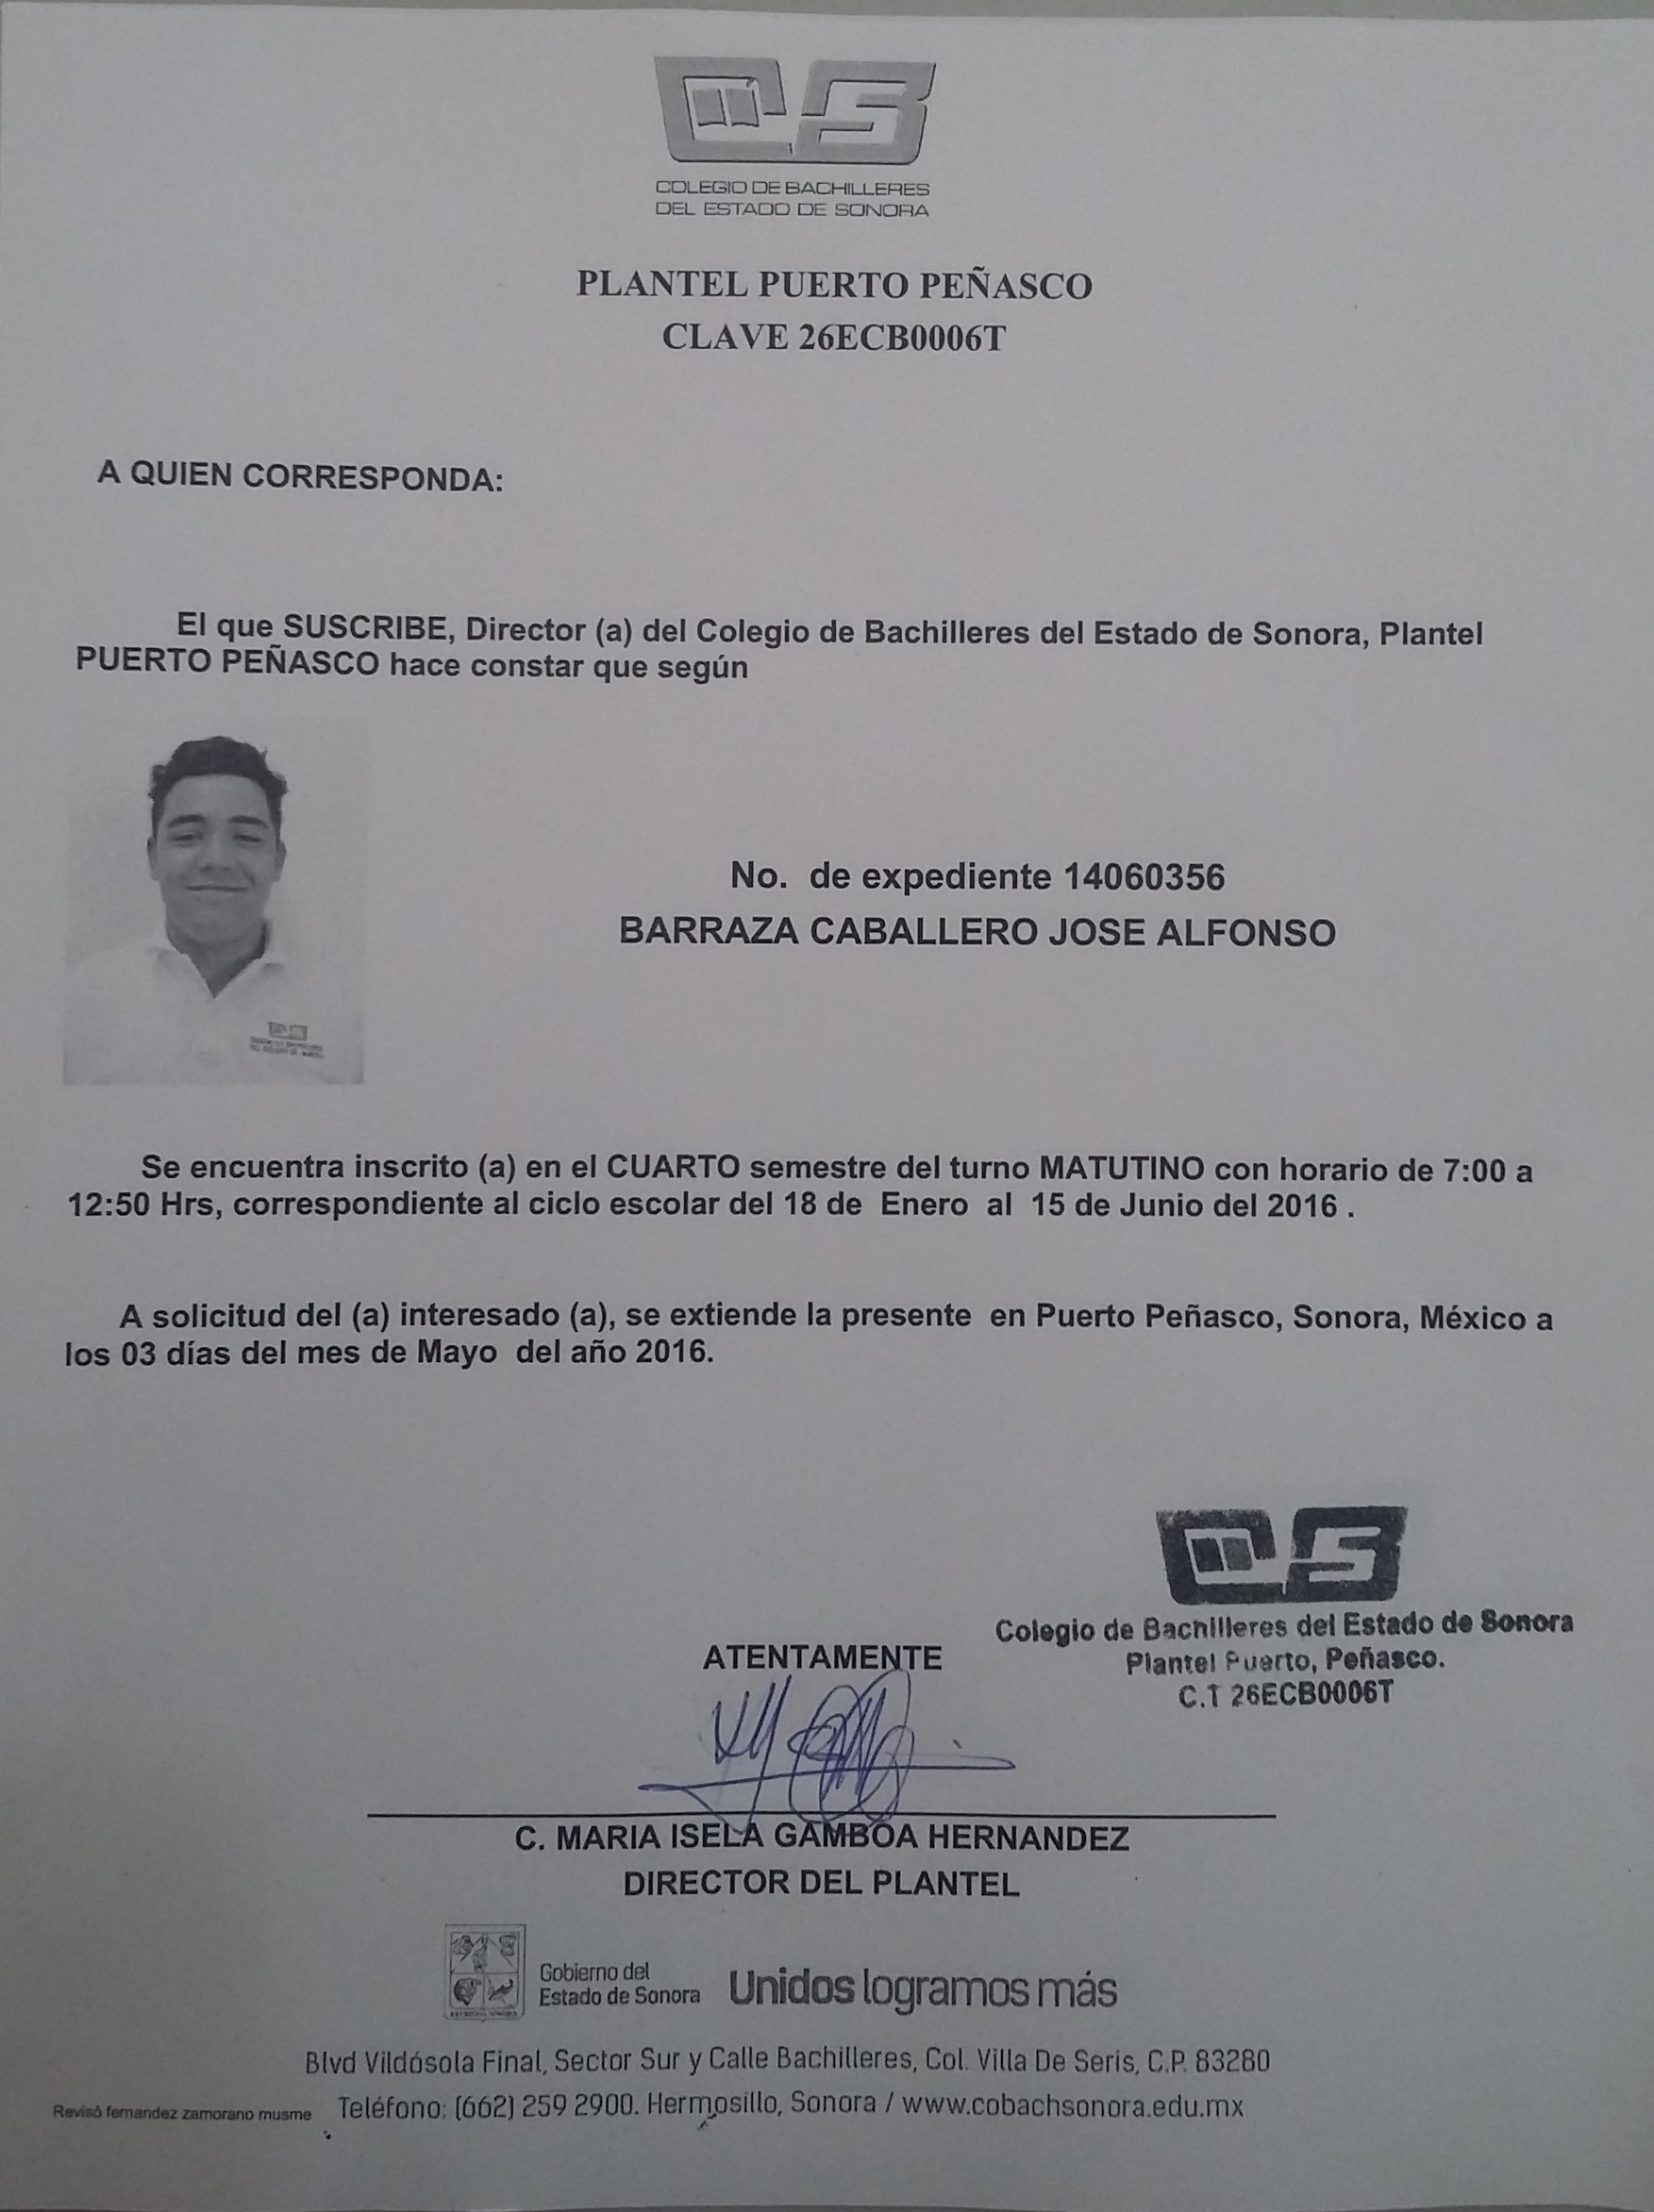 COLEGIO DE BACHILLERES
DEL ESTADO DE SONORA
PLANTEL PUERTO PEÑASCO
CLAVE 26ECB0006T
A QUIEN CORRESPONDA:
El que SUSCRIBE, Director (a) del Colegio de Bachilleres del Estado de Sonora, Plantel
PUERTO PEÑASCO hace constar que según
No. de expediente 14060356
BARRAZA CABALLERO JOSE ALFONSO
Se encuentra inscrito (a) en el CUARTO semestre del turno MATUTINO con horario de 7:00 a
12:50 Hrs, correspondiente al ciclo escolar del 18 de Enero al 15 de Junio del 2016 .
A solicitud del (a) interesado (a), se extiende la presente en Puerto Peñasco, Sonora, México a
los 03 días del mes de Mayo del año 2016.
Colegio de Bachilleres del Estado de Sonora
Plantel Puerto, Peñasco.
C.T 26ECB0006T
ATENTAMENTE
C. MARIA ISELA GAMBOA HERNANDEZ
DIRECTOR DEL PLANTEL
Gobierno del
Estado de Sonora
Unidos logramos más
Blvd Vildósola Final, Sector Sur y Calle Bachilleres, Col. Villa De Seris, C.P. 83280
Revisó fernandez zamorano musme
Teléfono: (662) 259 2900. Hermosillo, Sonora / www.cobachsonora.edu.mx